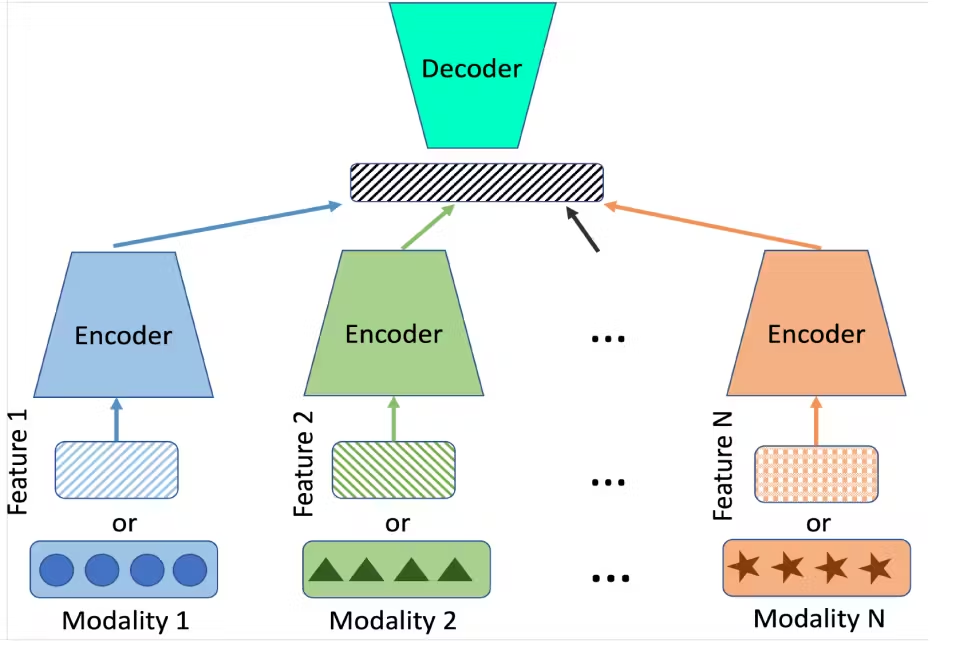 Decoder
Encoder
Encoder
...
Encoder
Feature 1
Feature 2
...
Feature N
or
or
or
...
Modality 1
Modality 2
Modality N